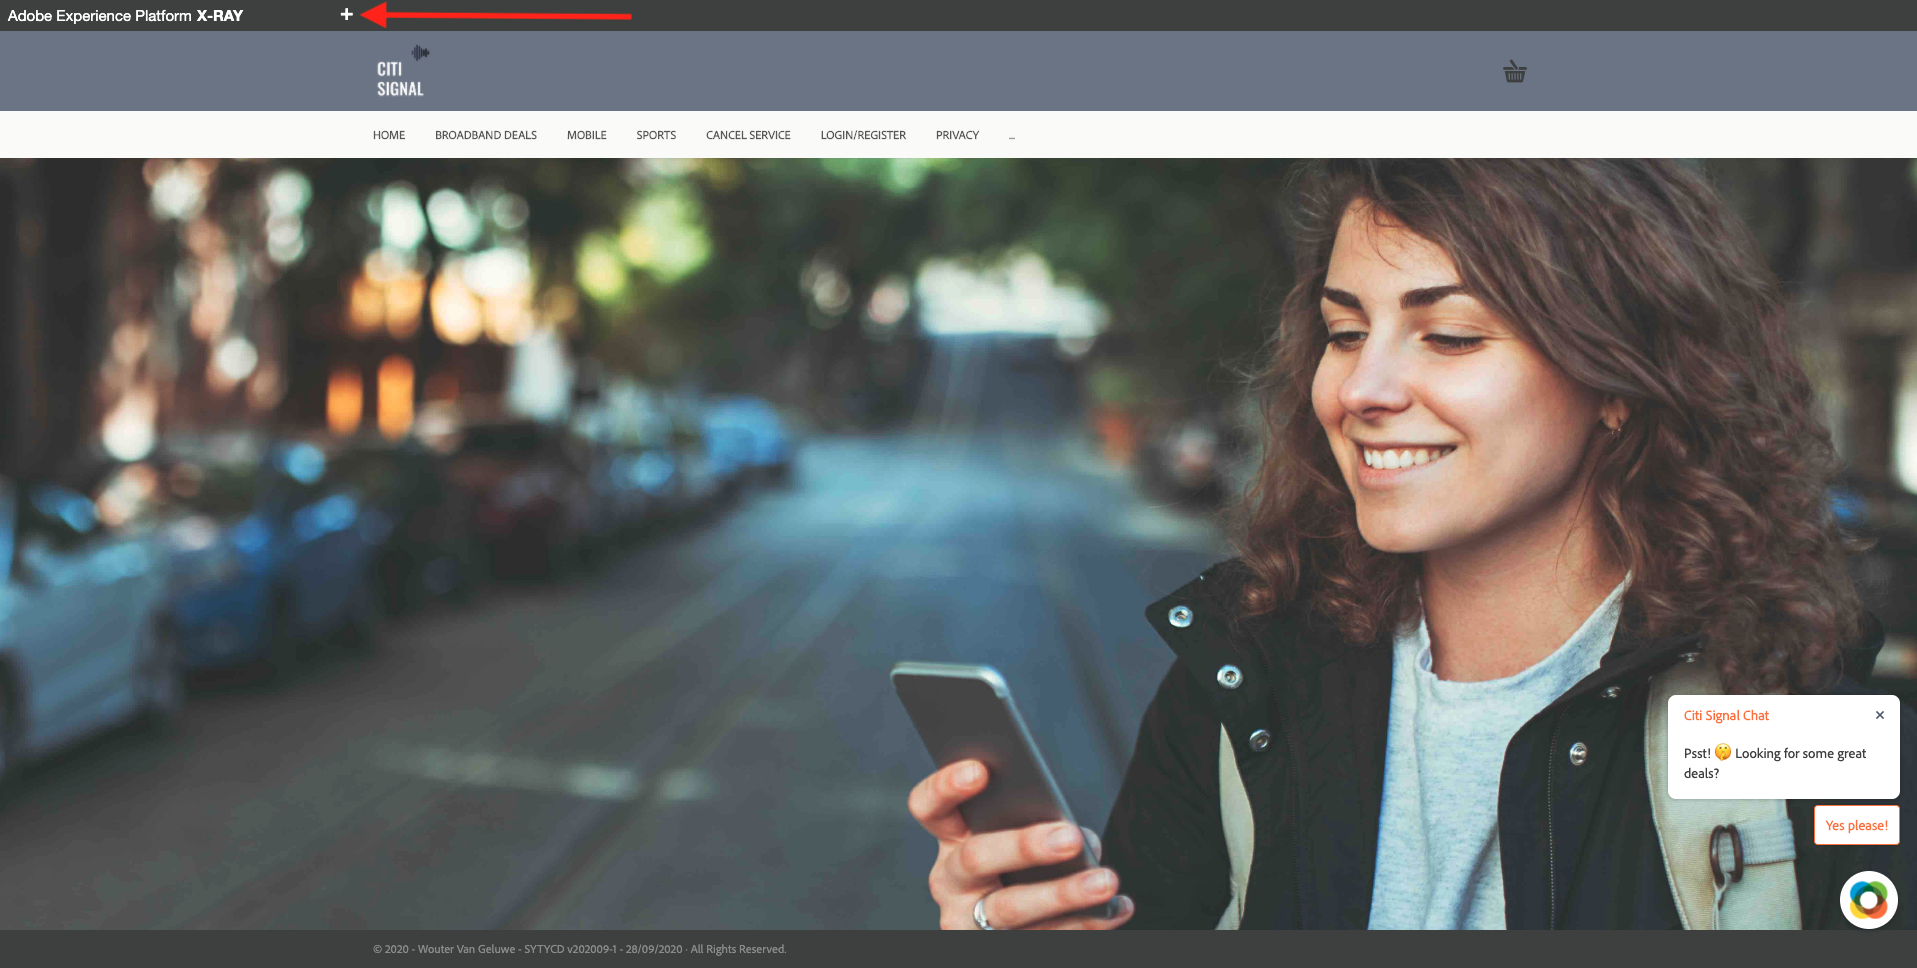 Adobe Experience Platform X-RAY
CITI
SIGNAL
HOME BROADBAND DEALS MOBILE SPORTS CANCEL SERVICE LOGIN/REGISTER PRIVACY ...
Citi Signal Chat
Psst! 🤫 Looking for some great
deals?
Yes please!
© 2020 - Wouter Van Geluwe - SYTYCD v202009-1 - 28/09/2020 · All Rights Reserved.